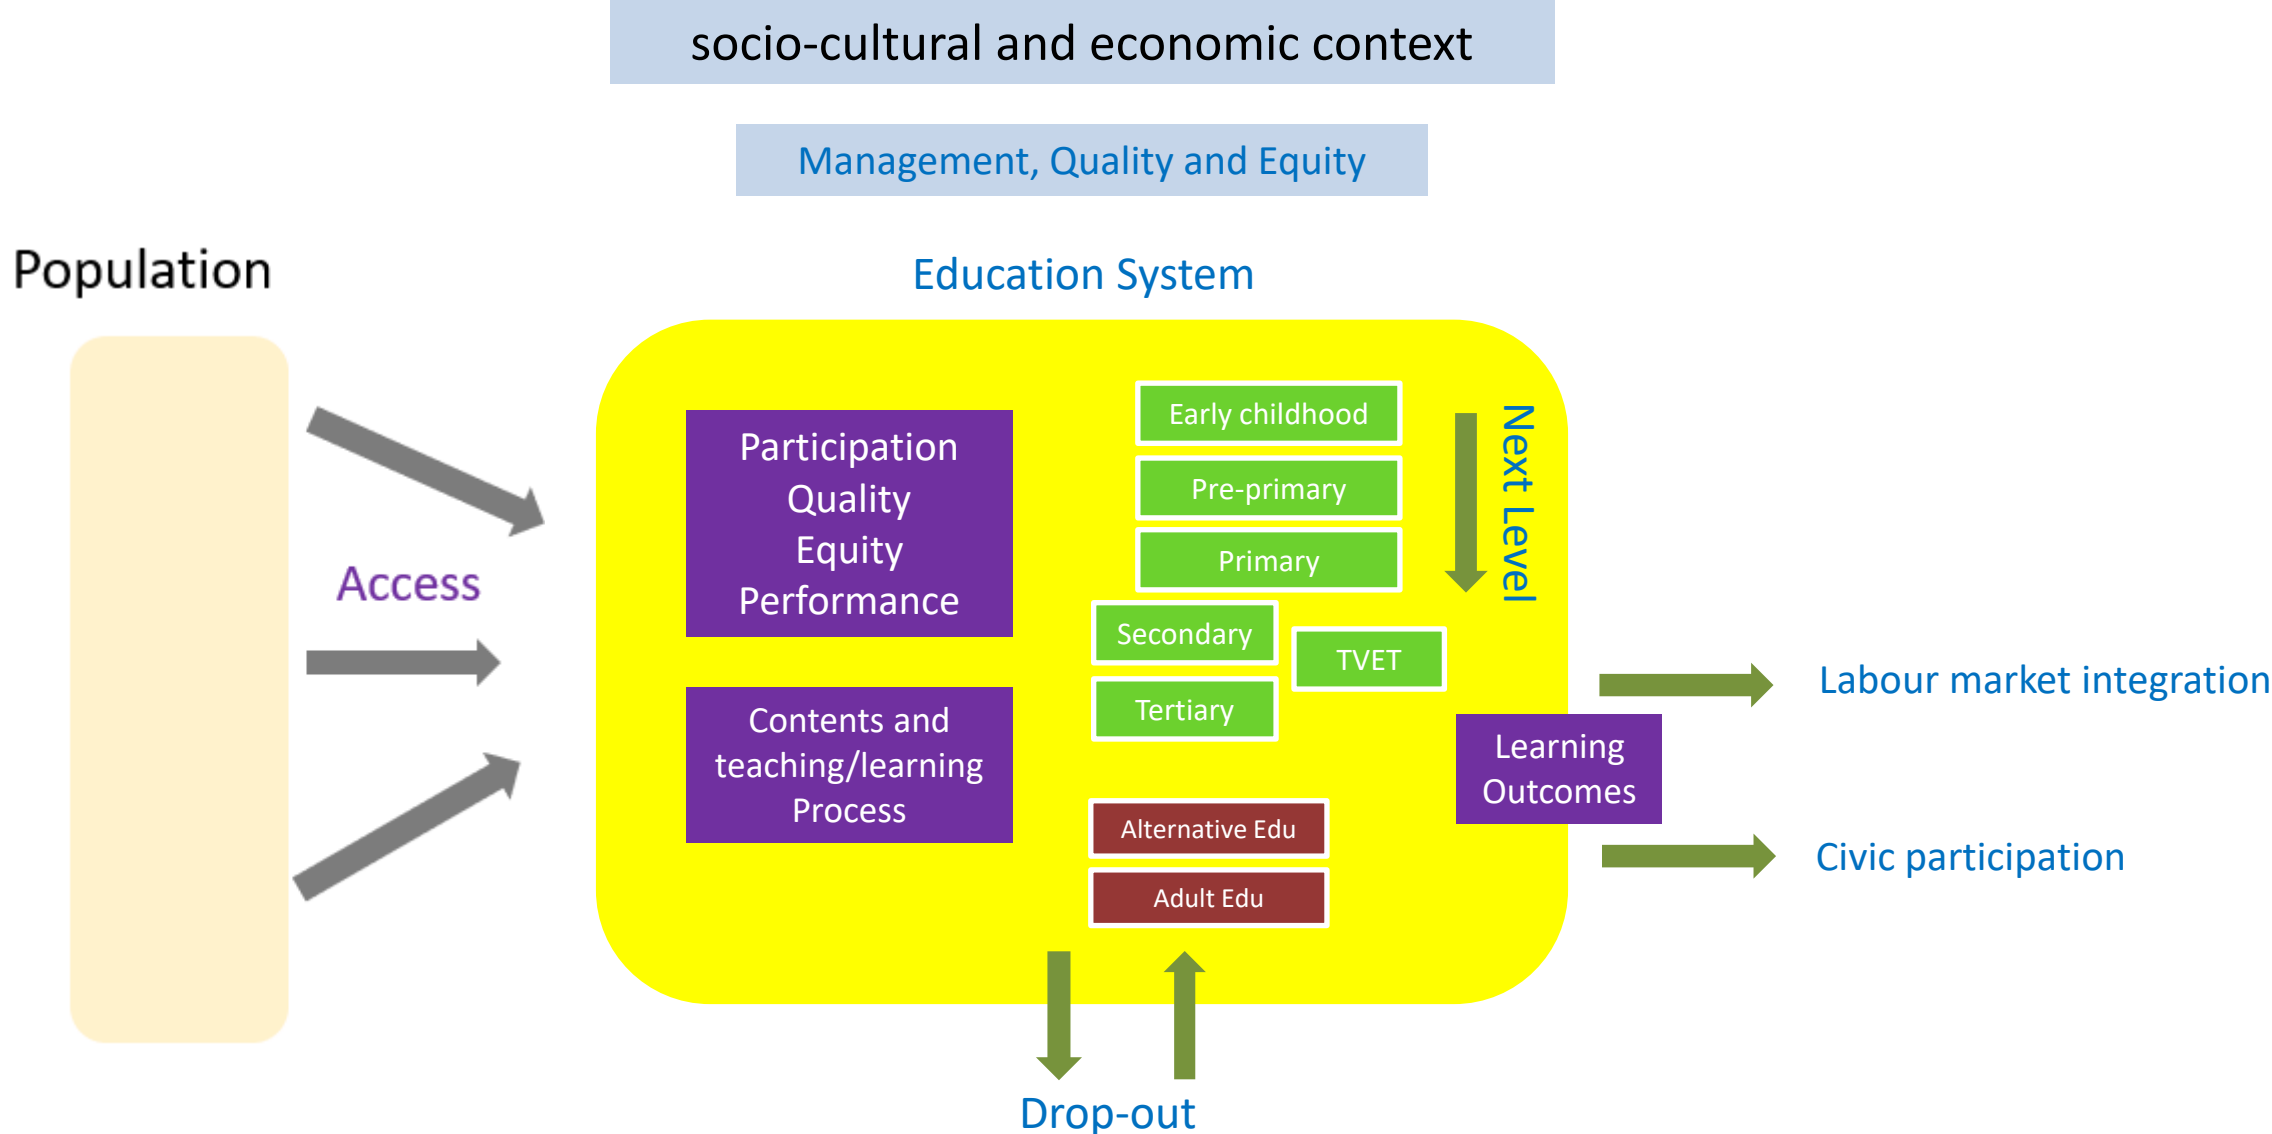 socio-cultural and economic context
Management, Quality and Equity
Population
Education System
Access
Participation
Quality
Equity
Performance
Contents and
teaching/learning
Process
Early childhood
Pre-primary
Primary
Secondary
TVET
Tertiary
Next Level
Alternative Edu
Adult Edu
Learning
Outcomes
Labour market integration
Civic participation
Drop-out